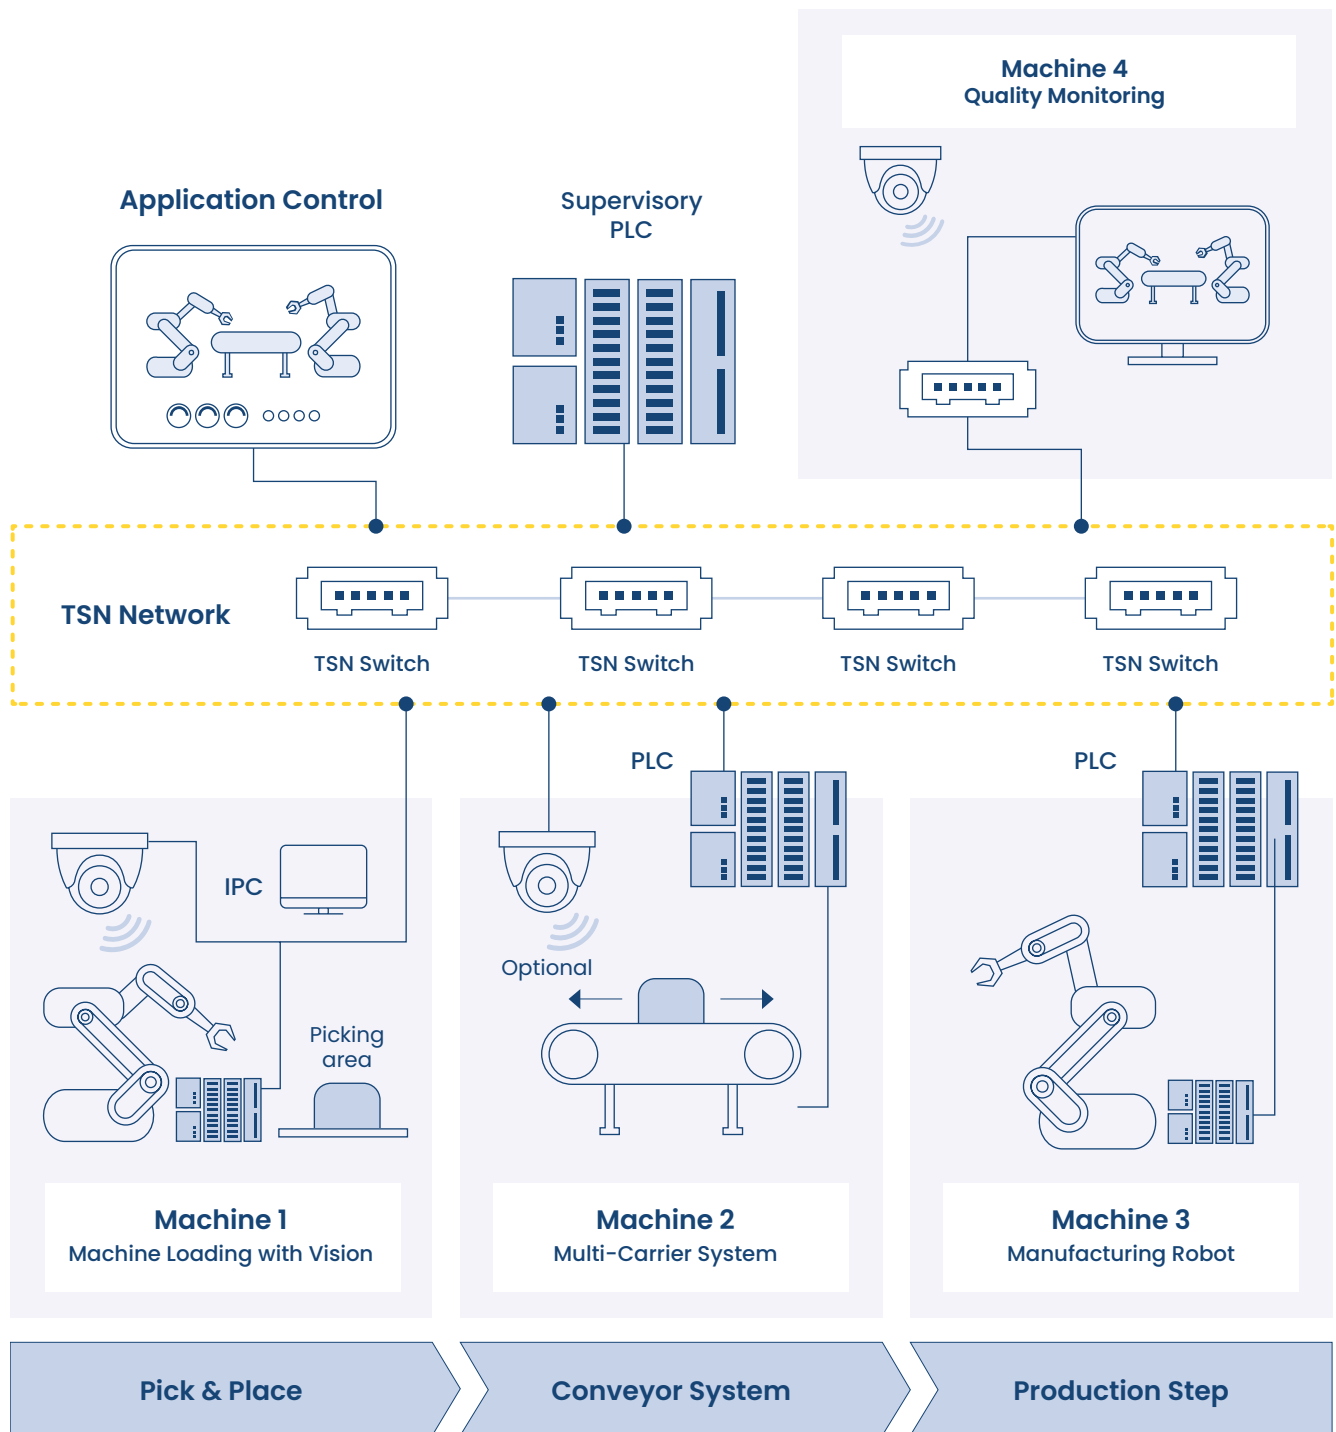 Machine 4
Quality Monitoring
Application Control
Supervisory
PLC
TSN Network
TSN Switch
TSN Switch
TSN Switch
TSN Switch
PLC
PLC
IPC
Optional
Picking
area
Machine 1
Machine Loading with Vision
Machine 2
Multi-Carrier System
Machine 3
Manufacturing Robot
Pick & Place
Conveyor System
Production Step